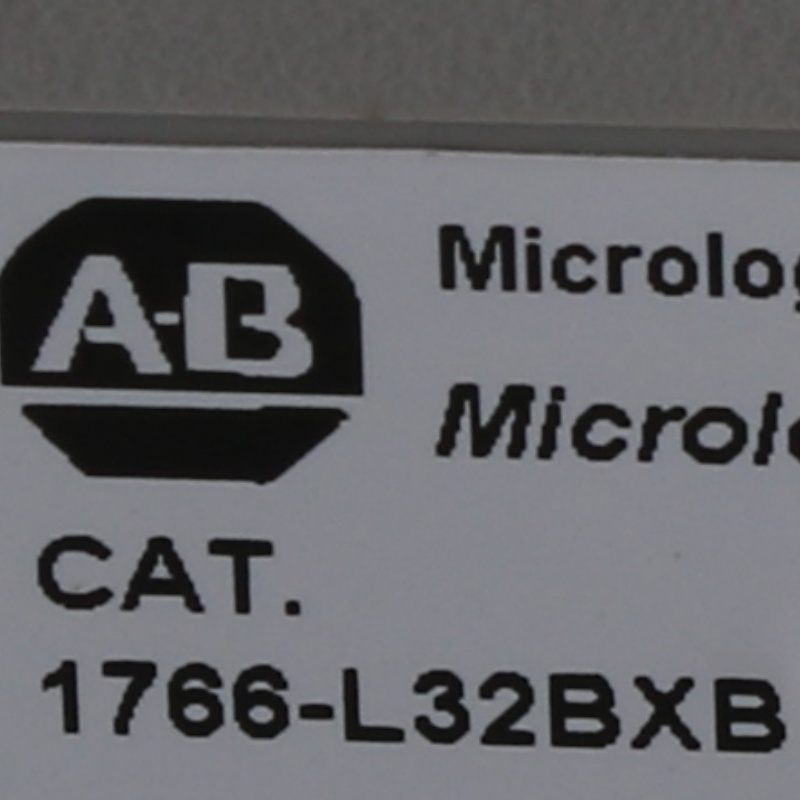 A-B
Microlog
Microlo
CAT.
1766-L32BXB